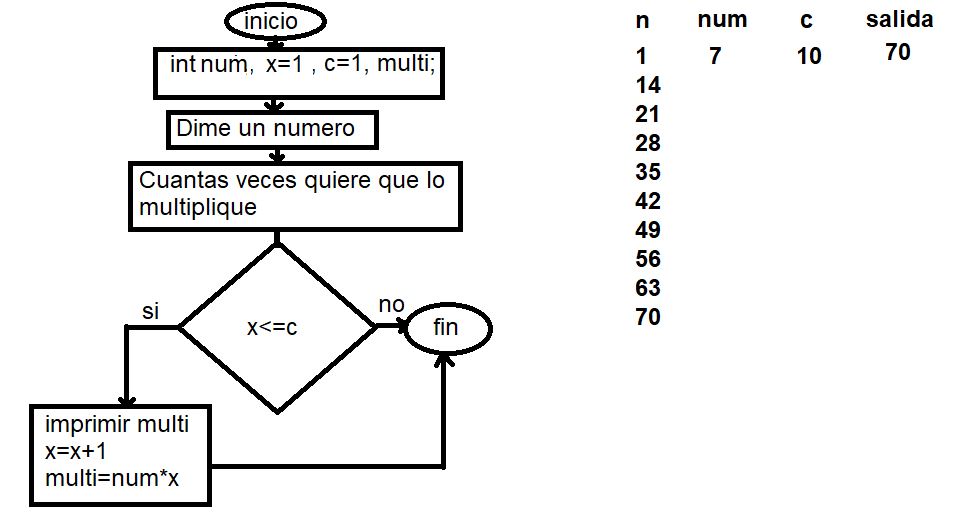 inicio
int num, x=1 , c=1, multi;
Dime un numero
Cuantas veces quiere que lo
multiplique
si
x<=c
no
fin
imprimir multi
x=x+1
multi=num*x
n num c salida
1 7 10 70
14
21
28
35
42
49
56
63
70